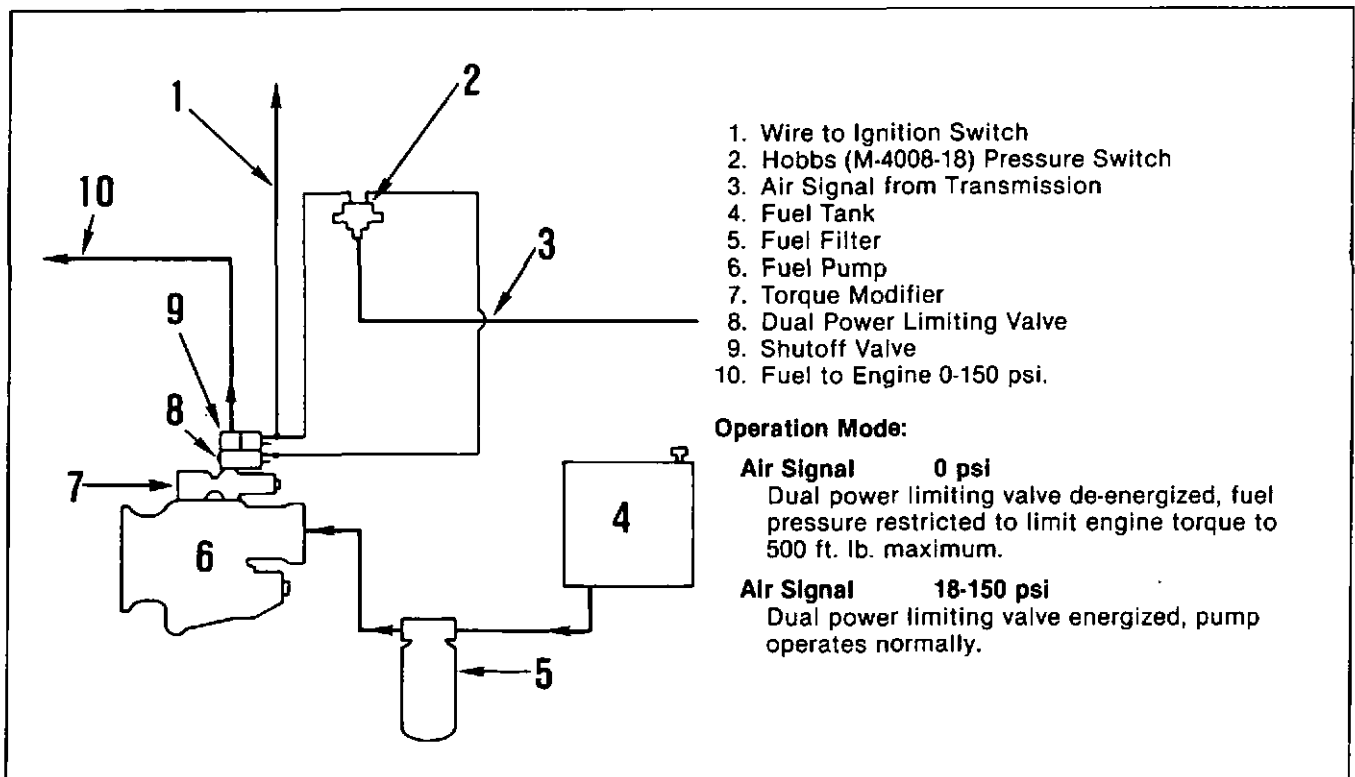 1
2
10
3
9
8
7
6
4
5
1. Wire to Ignition Switch
2. Hobbs (M-4008-18) Pressure Switch
3. Air Signal from Transmission
4. Fuel Tank
5. Fuel Filter
6. Fuel Pump
7. Torque Modifier
8. Dual Power Limiting Valve
9. Shutoff Valve
10. Fuel to Engine 0-150 psi.
Operation Mode:
Air Signal 0 psi
Dual power limiting valve de-energized, fuel
pressure restricted to limit engine torque to
500 ft. lb. maximum.
Air Signal 18-150 psi
Dual power limiting valve energized, pump
operates normally.